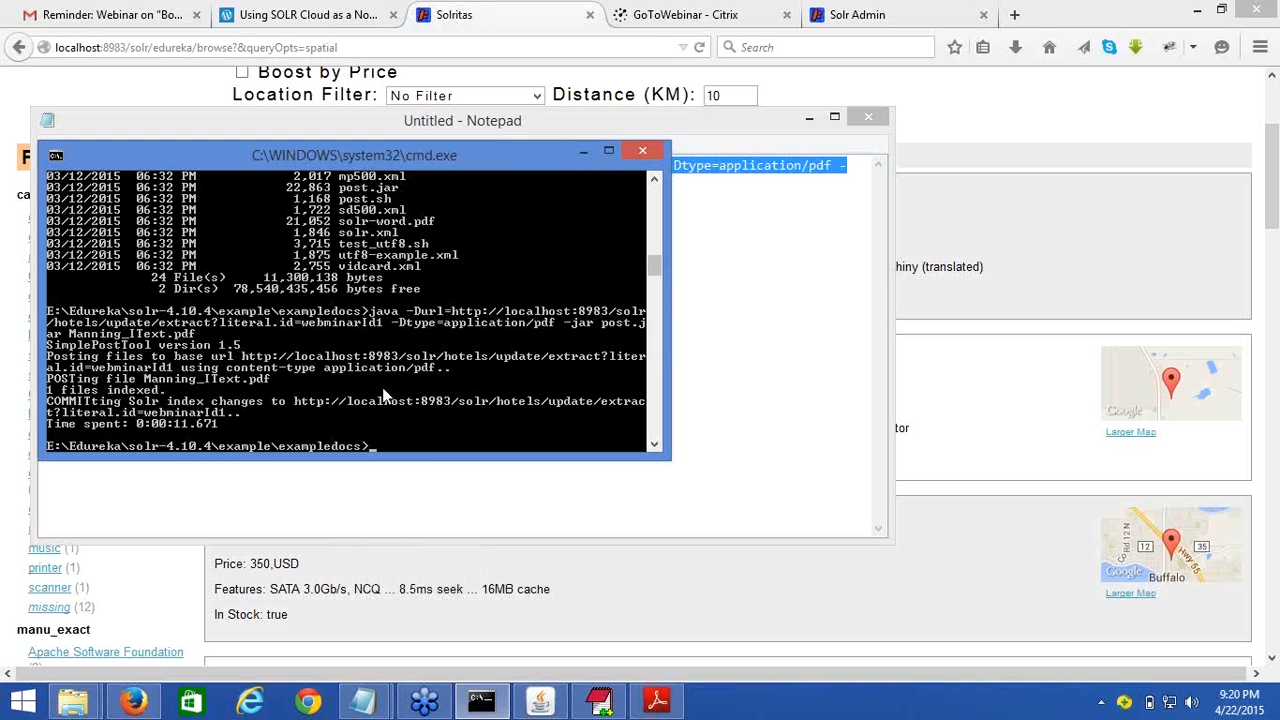 Reminder: Webinar on "Bo...
Using SOLR Cloud as a No...
Solritas
GoToWebinar - Citrix
Solr Admin
localhost:8983/solr/edureka/browse?&queryOpts=spatial
Search
Boost by Price
Location Filter: No Filter Distance (KM): 10
Untitled - Notepad
Dtype=application/pdf -
C:\WINDOWS\system32\cmd.exe
03/12/2015 06:32 PM 2,017 mp500.xml
03/12/2015 06:32 PM 22,863 post.jar
03/12/2015 06:32 PM 1,168 post.sh
03/12/2015 06:32 PM 1,722 sd500.xml
03/12/2015 06:32 PM 21,052 solr-word.pdf
03/12/2015 06:32 PM 1,846 solr.xml
03/12/2015 06:32 PM 3,715 test_utf8.sh
03/12/2015 06:32 PM 1,875 utf8-example.xml
03/12/2015 06:32 PM 2,755 vidcard.xml
24 File(s) 11,300,138 bytes
2 Dir(s) 78,540,435,456 bytes free
E:\Edureka\solr-4.10.4\example\exampledocs>java -Durl=http://localhost:8983/solr
/hotels/update/extract?literal.id=webminarId1 -Dtype=application/pdf -jar post.j
ar Manning_IText.pdf
SimplePostTool version 1.5
Posting files to base url http://localhost:8983/solr/hotels/update/extract?liter
al.id=webminarId1 using content-type application/pdf..
POSTing file Manning_IText.pdf
1 files indexed.
COMMITting Solr index changes to http://localhost:8983/solr/hotels/update/extrac
t?literal.id=webminarId1..
Time spent: 0:00:11.671
E:\Edureka\solr-4.10.4\example\exampledocs>_
F
ca
hiny (translated)
Larger Map
tor
Google
Buffalo
12
35
Larger Map
music (1)
printer (1)
scanner (1)
missing (12)
manu_exact
Apache Software Foundation
Price: 350,USD
Features: SATA 3.0Gb/s, NCQ ... 8.5ms seek ... 16MB cache
In Stock: true
9:20 PM
4/22/2015